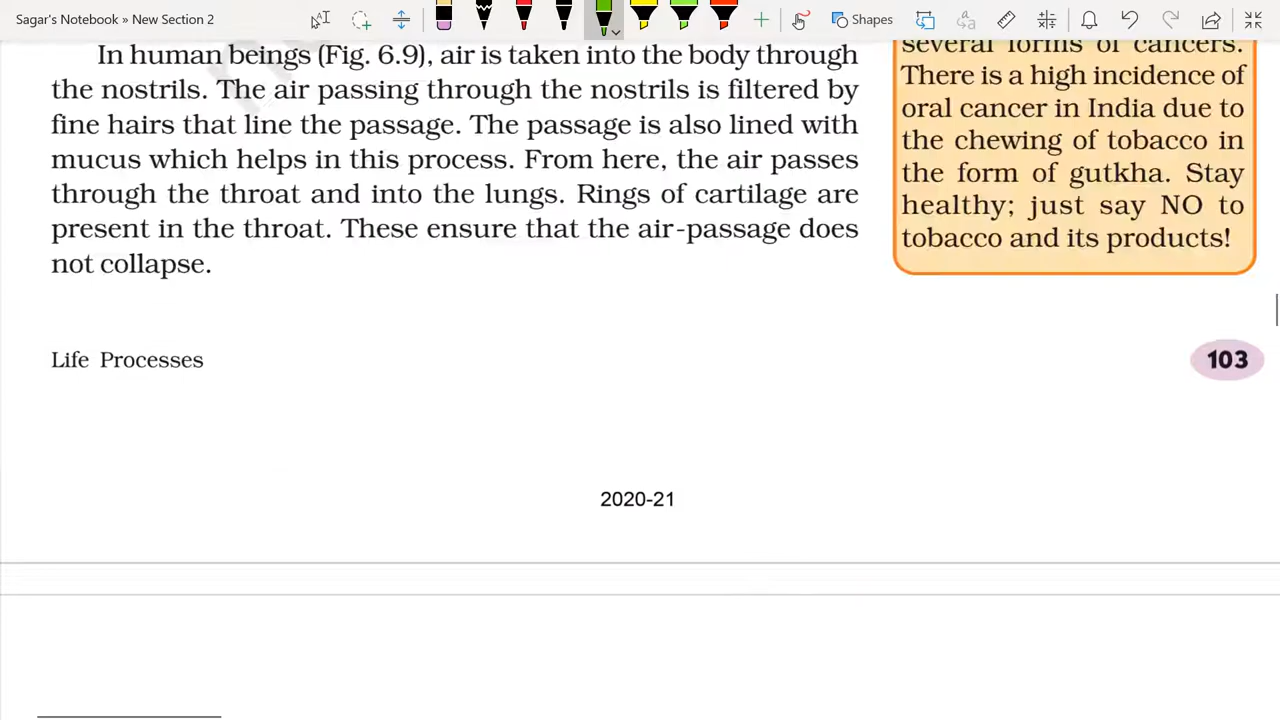 Sagar's Notebook » New Section 2
Shapes
In human beings (Fig. 6.9), air is taken into the body through
the nostrils. The air passing through the nostrils is filtered by
fine hairs that line the passage. The passage is also lined with
mucus which helps in this process. From here, the air passes
through the throat and into the lungs. Rings of cartilage are
present in the throat. These ensure that the air-passage does
not collapse.
several forms of cancers.
There is a high incidence of
oral cancer in India due to
the chewing of tobacco in
the form of gutkha. Stay
healthy; just say NO to
tobacco and its products!
Life Processes
103
2020-21